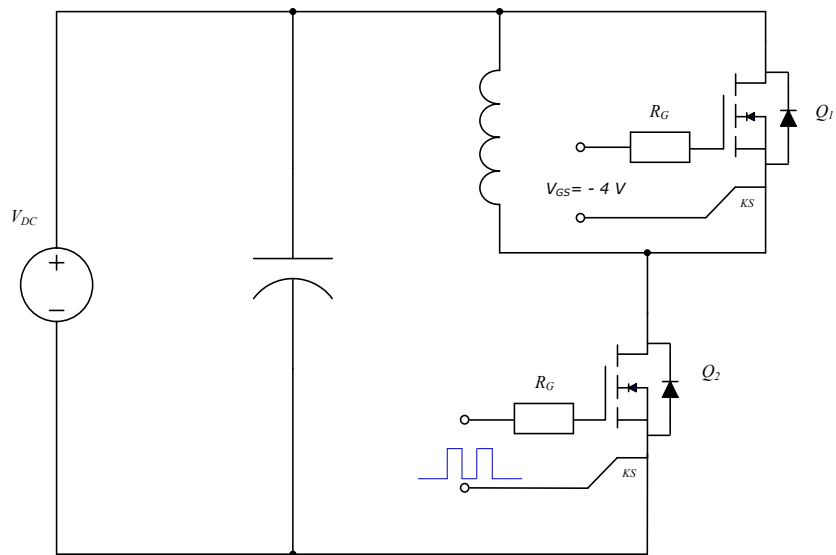 R_G
Q_1
V_GS= - 4 V
KS
V_DC
R_G
Q_2
KS